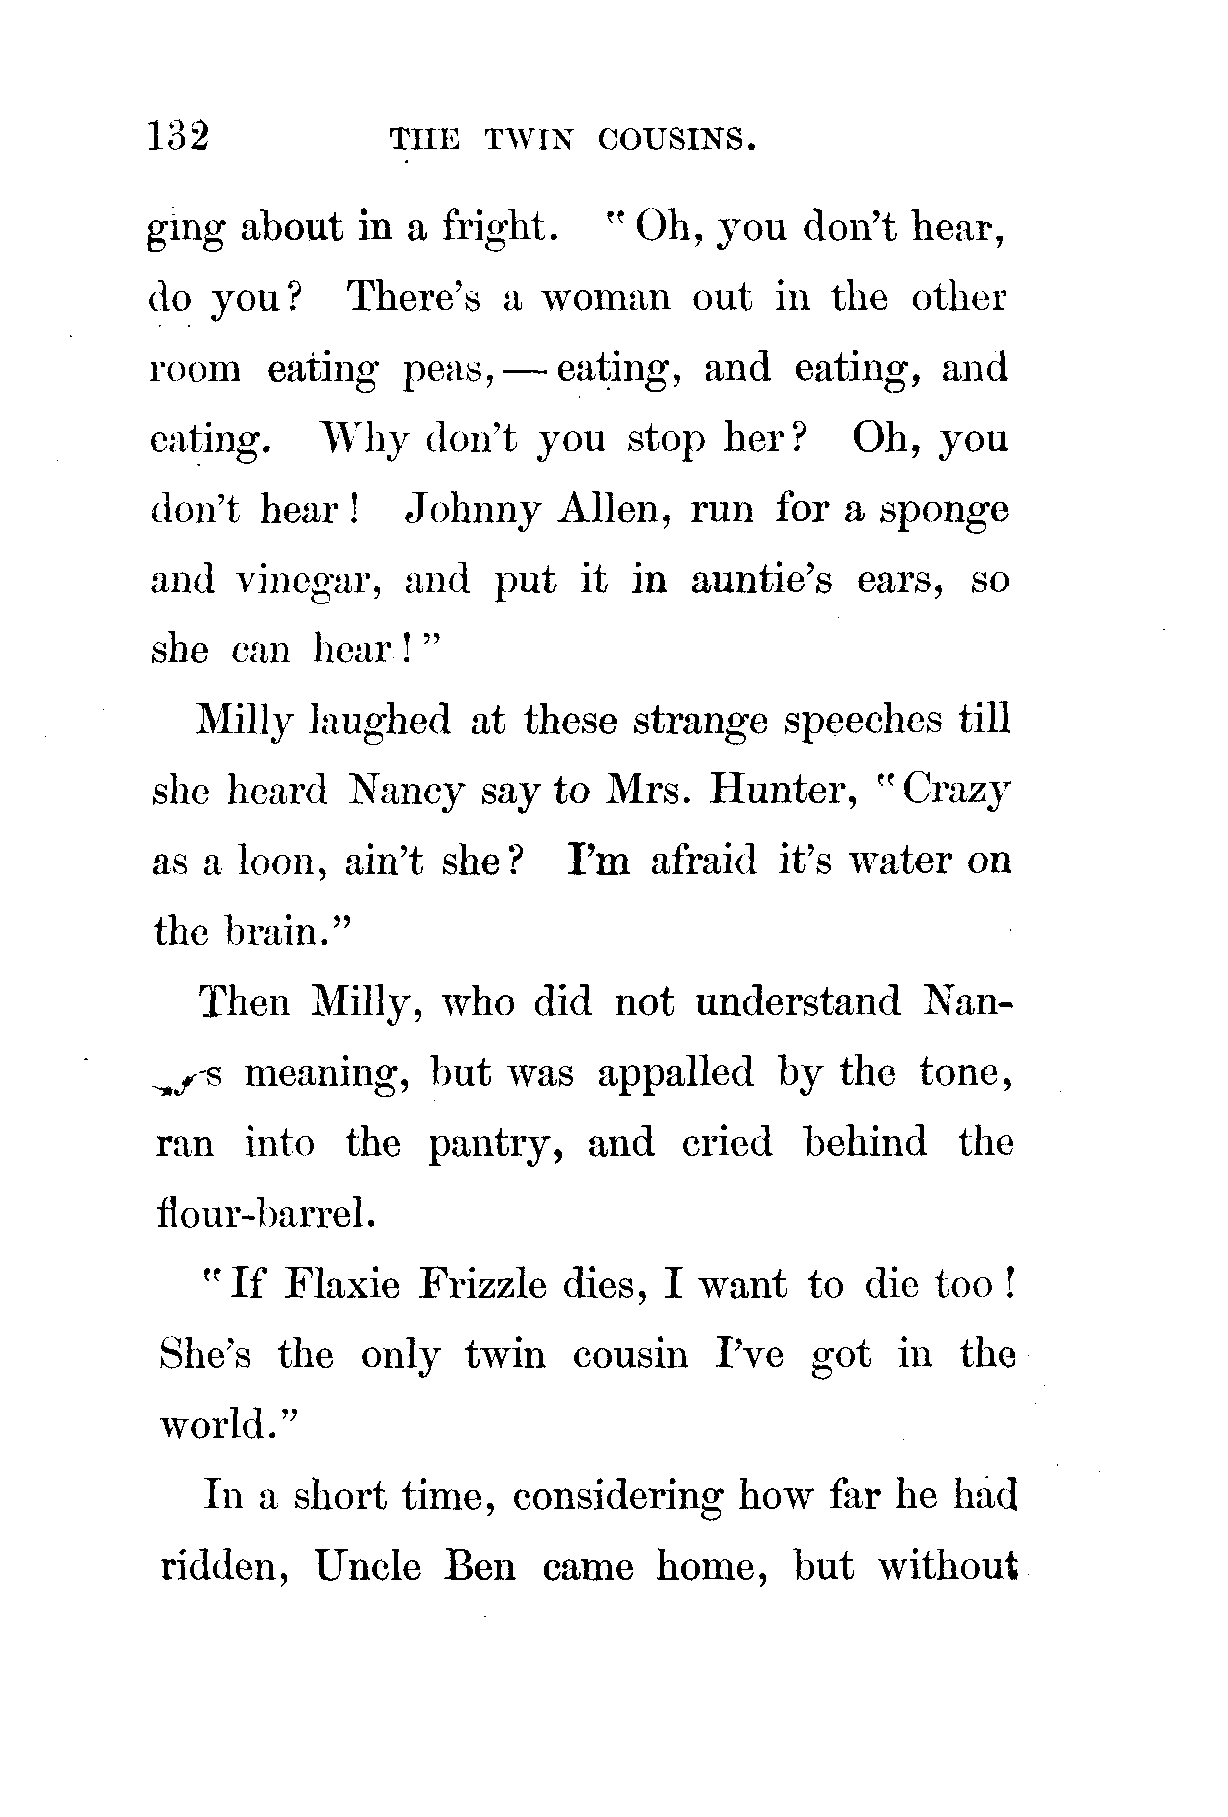 132 THE TWIN COUSINS.
ging about in a fright. "Oh, you don't hear,
do you? There's a woman out in the other
room eating peas, — eating, and eating, and
eating. Why don't you stop her? Oh, you
don't hear! Johnny Allen, run for a sponge
and vinegar, and put it in auntie's ears, so
she can hear!"
Milly laughed at these strange speeches till
she heard Nancy say to Mrs. Hunter, "Crazy
as a loon, ain't she? I'm afraid it's water on
the brain."
Then Milly, who did not understand Nan-
meaning, but was appalled by the tone,
ran into the pantry, and cried behind the
flour-barrel.
"If Flaxie Frizzle dies, I want to die too!
She's the only twin cousin I've got in the
world."
In a short time, considering how far he had
ridden, Uncle Ben came home, but without